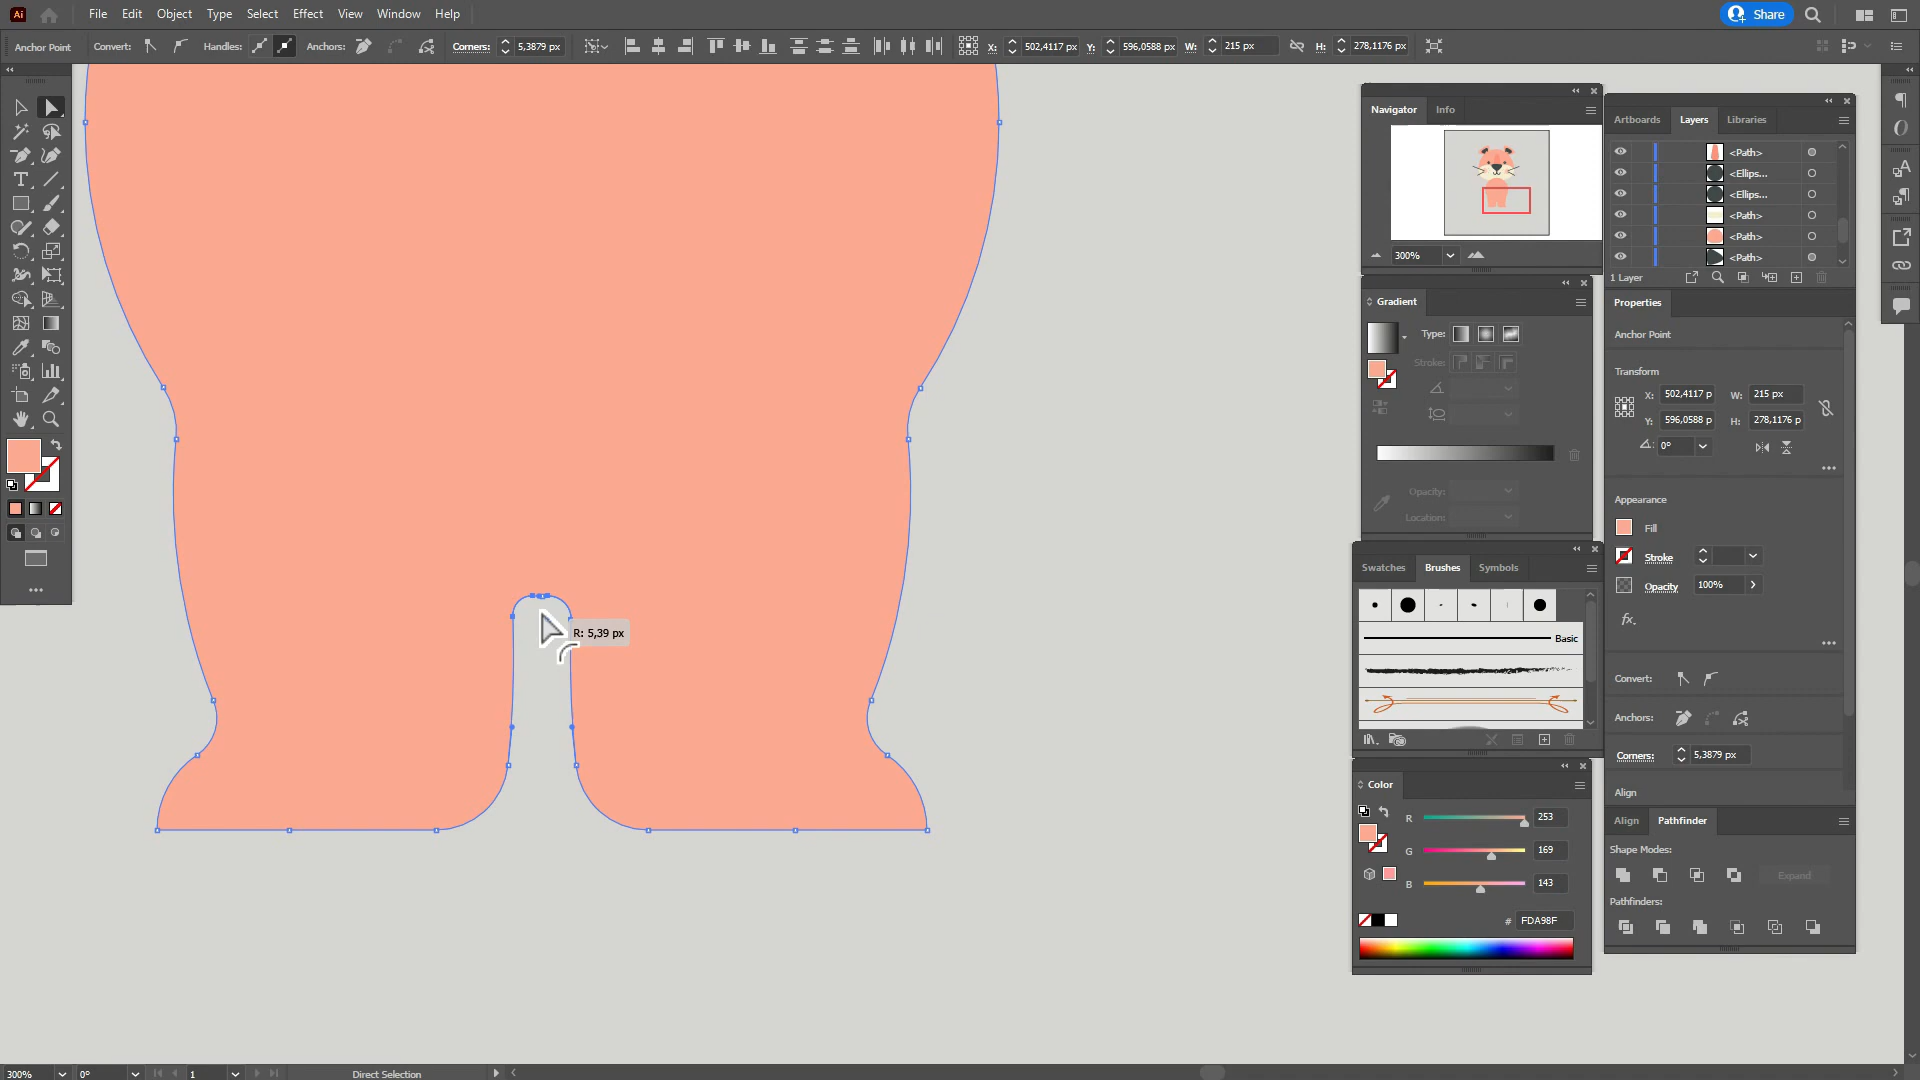 Ai File Edit Object Type Select Effect View Window Help Share
Anchor Point Convert: Handles: Anchors: Corners: 5,3879 px X: 502,4117 px Y: 596,0588 px W: 215 px H: 278,1176 px
Navigator Info
300%
Artboards Layers Libraries
<Path>
<Ellips...
<Ellips...
<Path>
<Path>
<Path>
1 Layer
Gradient
Type:
Stroke:
Opacity:
Location:
Properties
Anchor Point
Transform
X: 502,4117 p W: 215 px
Y: 596,0588 p H: 278,1176 p
0°
Appearance
Fill
Stroke
Opacity 100%
fx.
Convert:
Anchors:
Corners: 5,3879 px
Align
R: 5,39 px
Swatches Brushes Symbols
Basic
Color
R 253
G 169
B 143
# FDA98F
Align Pathfinder
Shape Modes:
Expand
Pathfinders:
300% 0° 1 Direct Selection